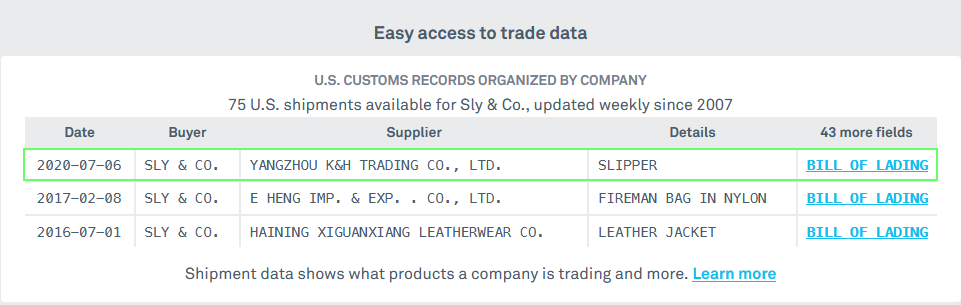 Easy access to trade data
U.S. CUSTOMS RECORDS ORGANIZED BY COMPANY
75 U.S. shipments available for Sly & Co., updated weekly since 2007
Date Buyer Supplier Details 43 more fields
2020-07-06 SLY & CO. YANGZHOU K&H TRADING CO., LTD. SLIPPER BILL OF LADING
2017-02-08 SLY & CO. E HENG IMP. & EXP. . CO., LTD. FIREMAN BAG IN NYLON BILL OF LADING
2016-07-01 SLY & CO. HAINING XIGUANXIANG LEATHERWEAR CO. LEATHER JACKET BILL OF LADING
Shipment data shows what products a company is trading and more. Learn more